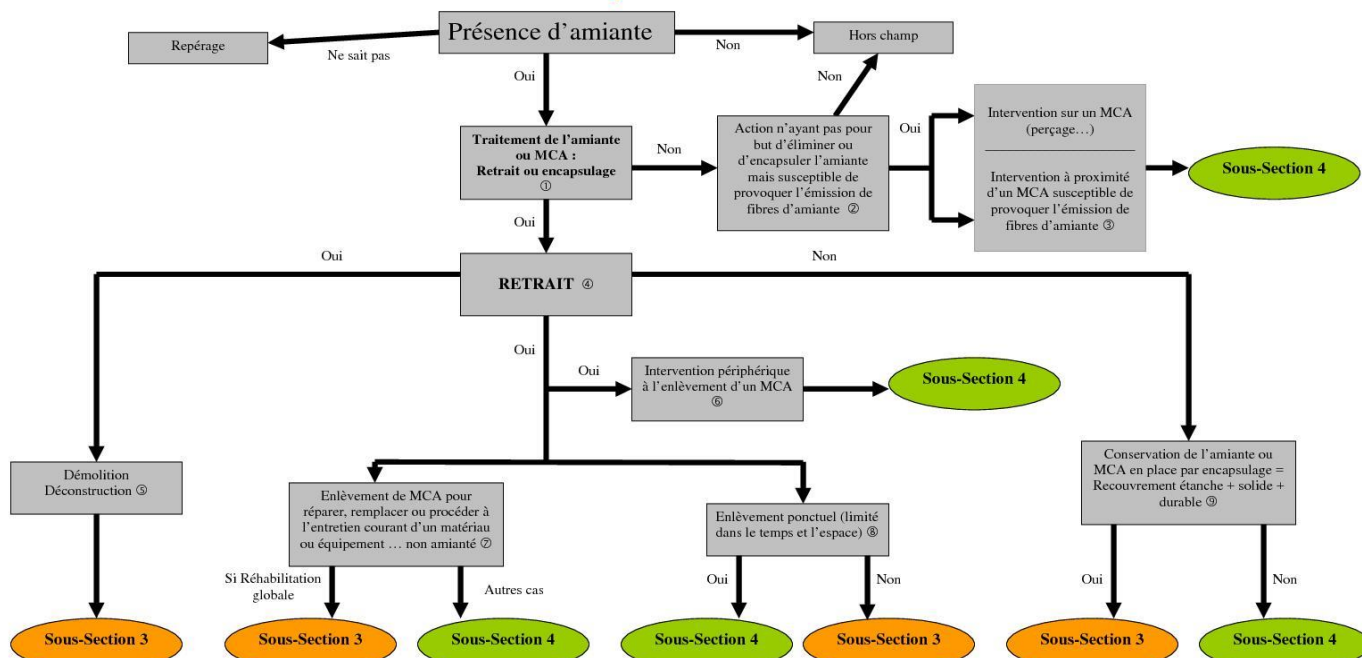 Présence d'amiante
Repérage
Ne sait pas
Non
Hors champ
Oui
Non
Traitement de l'amiante
ou MCA :
Retrait ou encapsulage
①
Non
Action n'ayant pas pour
but d'éliminer ou
d'encapsuler l'amiante
mais susceptible de
provoquer l'émission de
fibres d'amiante ②
Oui
Intervention sur un MCA
(perçage…)
Intervention à proximité
d'un MCA susceptible de
provoquer l'émission de
fibres d'amiante ③
Sous-Section 4
Oui
Oui
RETRAIT ④
Non
Oui
Oui
Intervention périphérique
à l'enlèvement d'un MCA
⑥
Sous-Section 4
Démolition
Déconstruction ⑤
Enlèvement de MCA pour
réparer, remplacer ou procéder à
l'entretien courant d'un matériau
ou équipement … non amianté ⑦
Enlèvement ponctuel (limité
dans le temps et l'espace) ⑧
Conservation de l'amiante ou
MCA en place par encapsulage =
Recouvrement étanche + solide +
durable ⑨
Si Réhabilitation
globale
Autres cas
Oui
Non
Oui
Non
Sous-Section 3
Sous-Section 3
Sous-Section 4
Sous-Section 4
Sous-Section 3
Sous-Section 3
Sous-Section 4